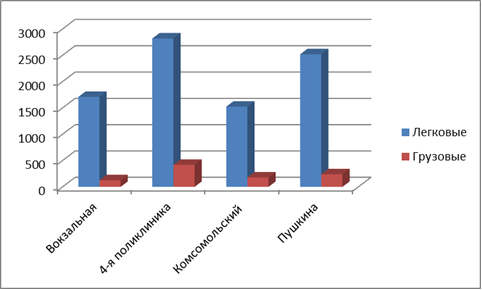 3000
2500
2000
1500
1000
500
0
Вокзальная
4-я поликлиника
Комсомольский
Пушкина
Легковые
Грузовые